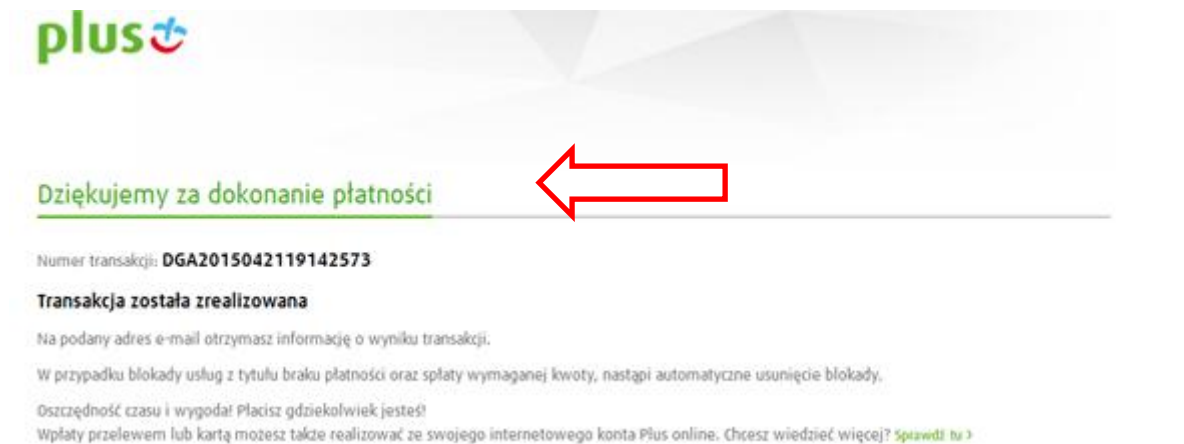 plus
Dziękujemy za dokonanie płatności
Numer transakcji: DGA2015042119142573
Transakcja została zrealizowana
Na podany adres e-mail otrzymasz informację o wyniku transakcji.
W przypadku blokady usług z tytułu braku płatności oraz spłaty wymaganej kwoty, nastąpi automatyczne usunięcie blokady.
Oszczędność czasu i wygoda! Płacisz gdziekolwiek jesteś!
Wpłaty przelewem lub kartą możesz także realizować ze swojego internetowego konta Plus online. Chcesz wiedzieć więcej? Sprawdź tu >